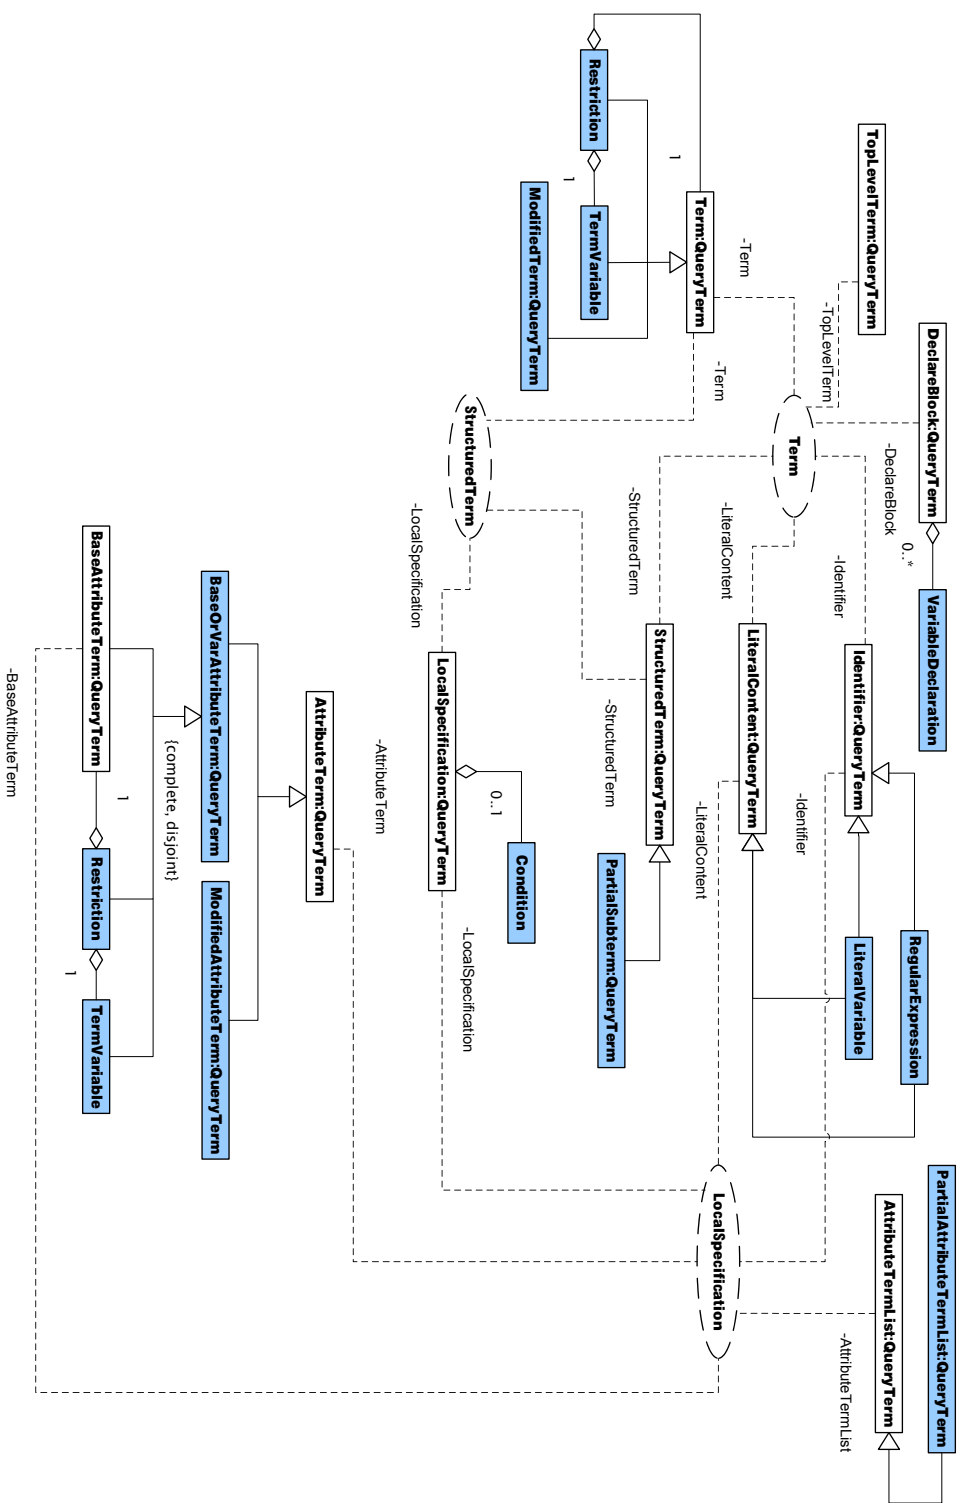 DeclareBlock:QueryTerm
0..*
VariableDeclaration
-DeclareBlock
PartialAttributeTermList:QueryTerm
AttributeTermList:QueryTerm
-AttributeTermList
TopLevelTerm:QueryTerm
-TopLevelTerm
-Identifier
Identifier:QueryTerm
RegularExpression
LiteralVariable
-Identifier
Term
-LiteralContent
LiteralContent:QueryTerm
-LiteralContent
-Term
Term:QueryTerm
1
-Term
-StructuredTerm
StructuredTerm:QueryTerm
-StructuredTerm
PartialSubterm:QueryTerm
LocalSpecification
Restriction
1
TermVariable
ModifiedTerm:QueryTerm
StructuredTerm
-LocalSpecification
LocalSpecification:QueryTerm
0..1
Condition
-LocalSpecification
-AttributeTerm
AttributeTerm:QueryTerm
BaseOrVarAttributeTerm:QueryTerm
ModifiedAttributeTerm:QueryTerm
{complete, disjoint}
BaseAttributeTerm:QueryTerm
1
Restriction
1
TermVariable
-BaseAttributeTerm